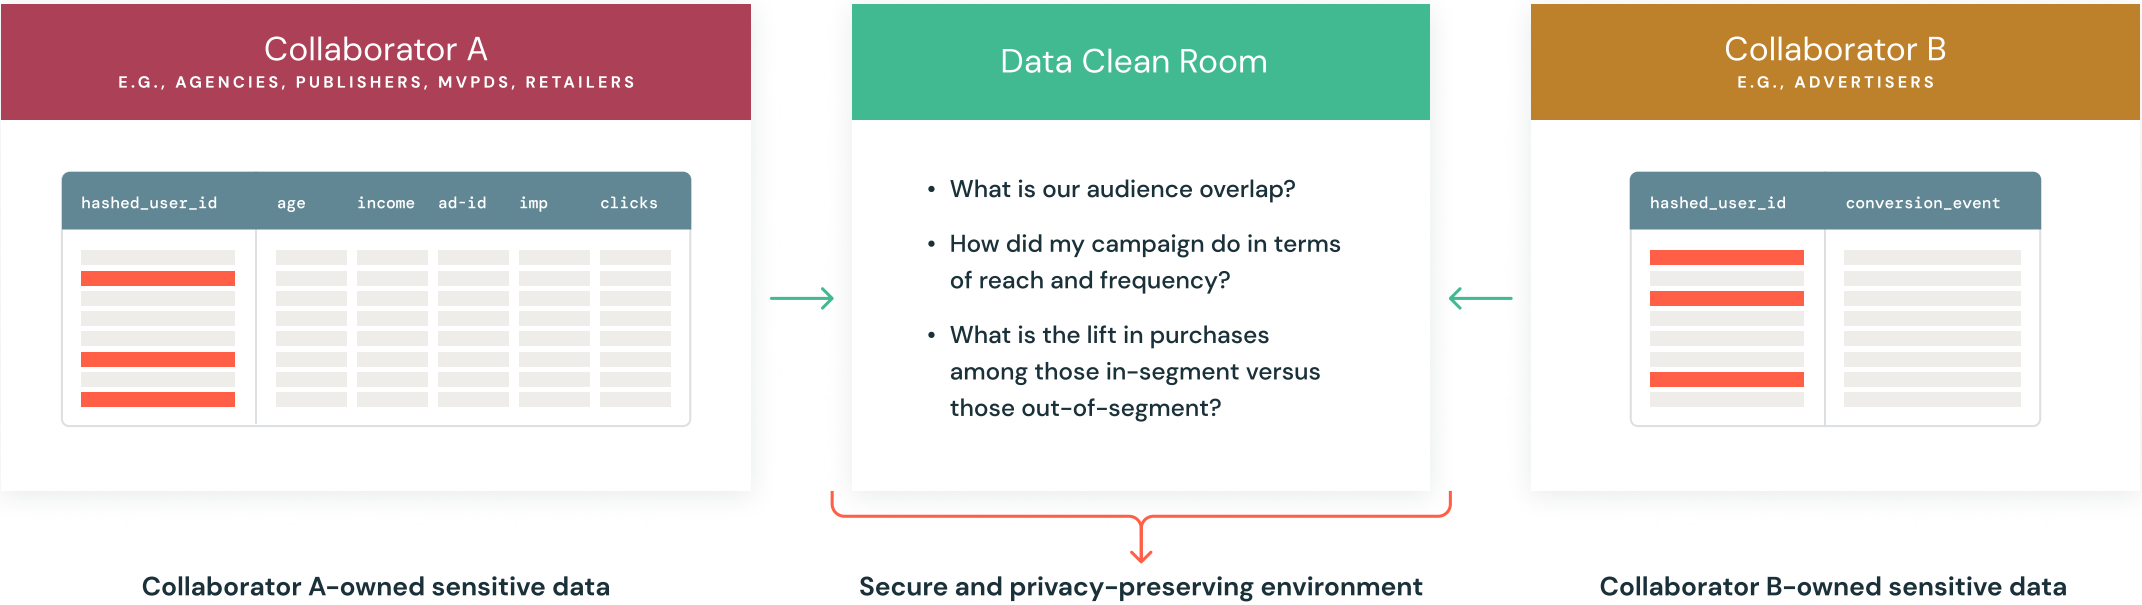 Collaborator A
E.G., AGENCIES, PUBLISHERS, MVPDS, RETAILERS
hashed_user_id age income ad-id imp clicks
Collaborator A-owned sensitive data
Data Clean Room
• What is our audience overlap?
• How did my campaign do in terms
of reach and frequency?
• What is the lift in purchases
among those in-segment versus
those out-of-segment?
Secure and privacy-preserving environment
Collaborator B
E.G., ADVERTISERS
hashed_user_id conversion_event
Collaborator B-owned sensitive data